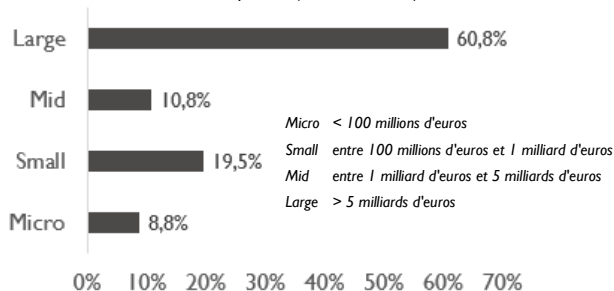 Large 60,8%
Mid 10,8%
Micro < 100 millions d'euros
Small entre 100 millions d'euros et 1 milliard d'euros
Small 19,5%
Mid entre 1 milliard d'euros et 5 milliards d'euros
Large > 5 milliards d'euros
Micro 8,8%
0% 10% 20% 30% 40% 50% 60% 70%